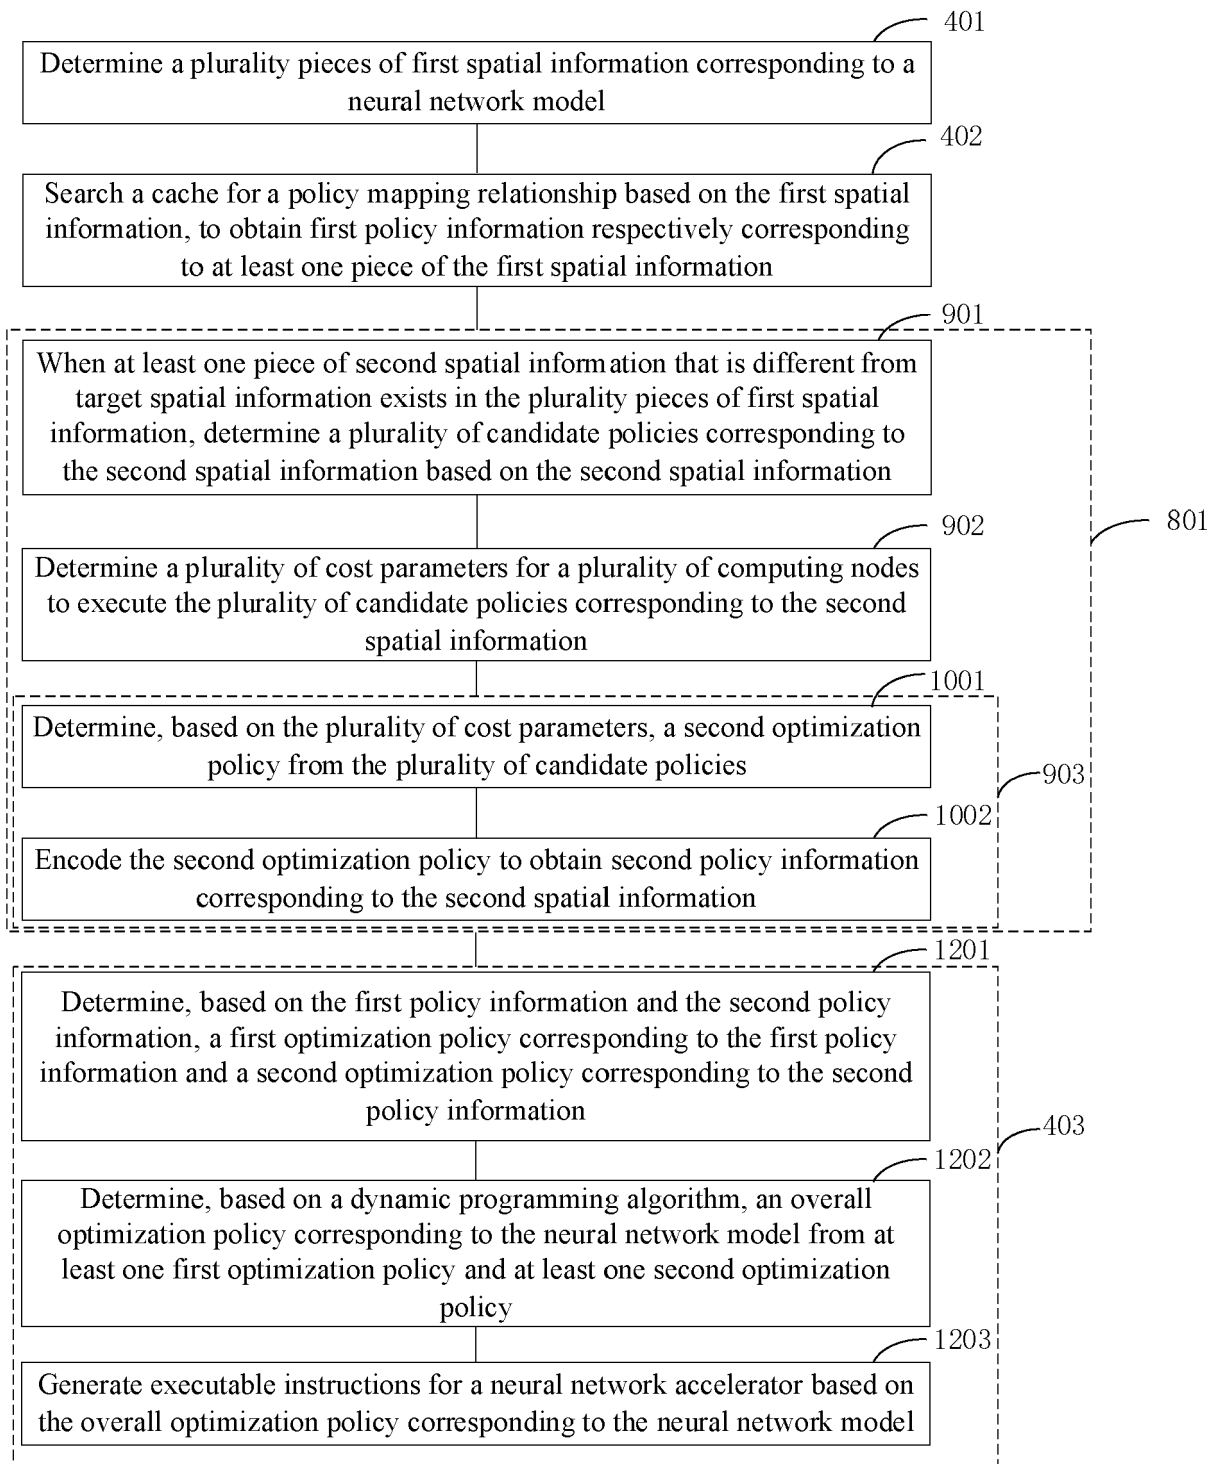 401
Determine a plurality pieces of first spatial information corresponding to a
neural network model
402
Search a cache for a policy mapping relationship based on the first spatial
information, to obtain first policy information respectively corresponding
to at least one piece of the first spatial information
901
When at least one piece of second spatial information that is different from
target spatial information exists in the plurality pieces of first spatial
information, determine a plurality of candidate policies corresponding to
the second spatial information based on the second spatial information
801
902
Determine a plurality of cost parameters for a plurality of computing nodes
to execute the plurality of candidate policies corresponding to the second
spatial information
1001
Determine, based on the plurality of cost parameters, a second optimization
policy from the plurality of candidate policies
903
1002
Encode the second optimization policy to obtain second policy information
corresponding to the second spatial information
1201
Determine, based on the first policy information and the second policy
information, a first optimization policy corresponding to the first policy
information and a second optimization policy corresponding to the second
policy information
403
1202
Determine, based on a dynamic programming algorithm, an overall
optimization policy corresponding to the neural network model from at
least one first optimization policy and at least one second optimization
policy
1203
Generate executable instructions for a neural network accelerator based on
the overall optimization policy corresponding to the neural network model